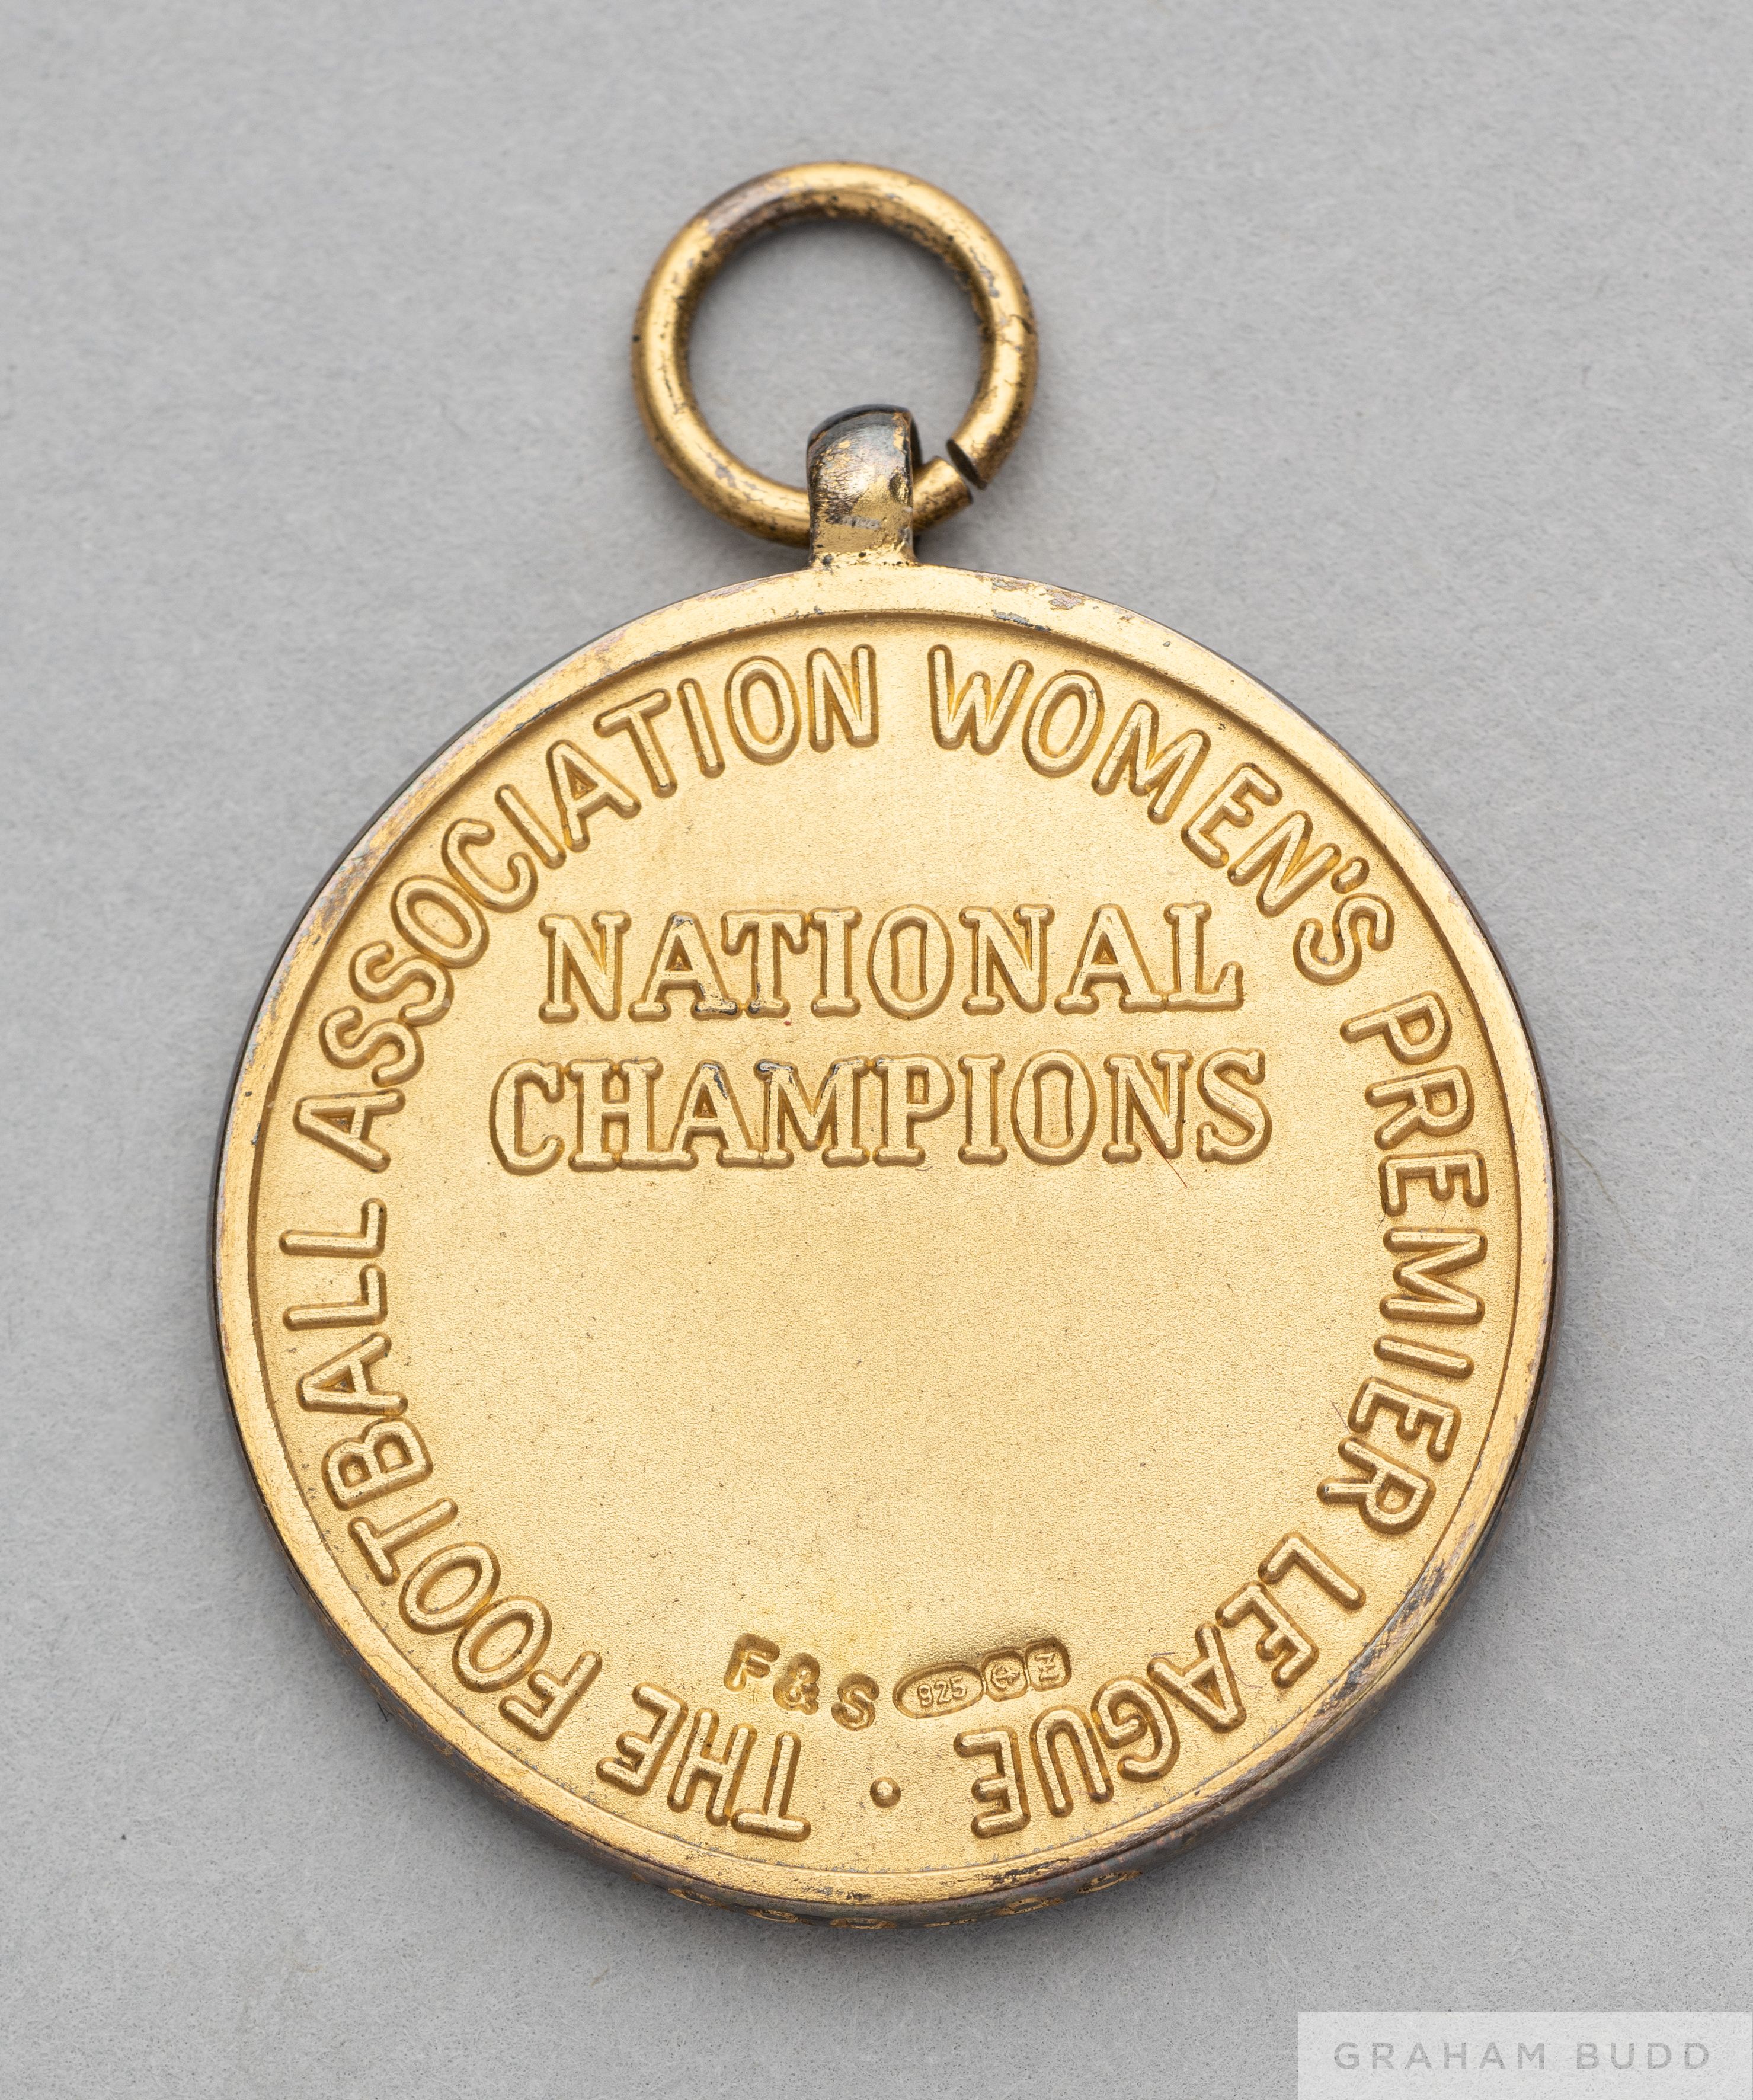 THE FOOTBALL ASSOCIATION WOMEN'S PREMIER LEAGUE •
NATIONAL
CHAMPIONS
F&S 925
GRAHAM BUDD